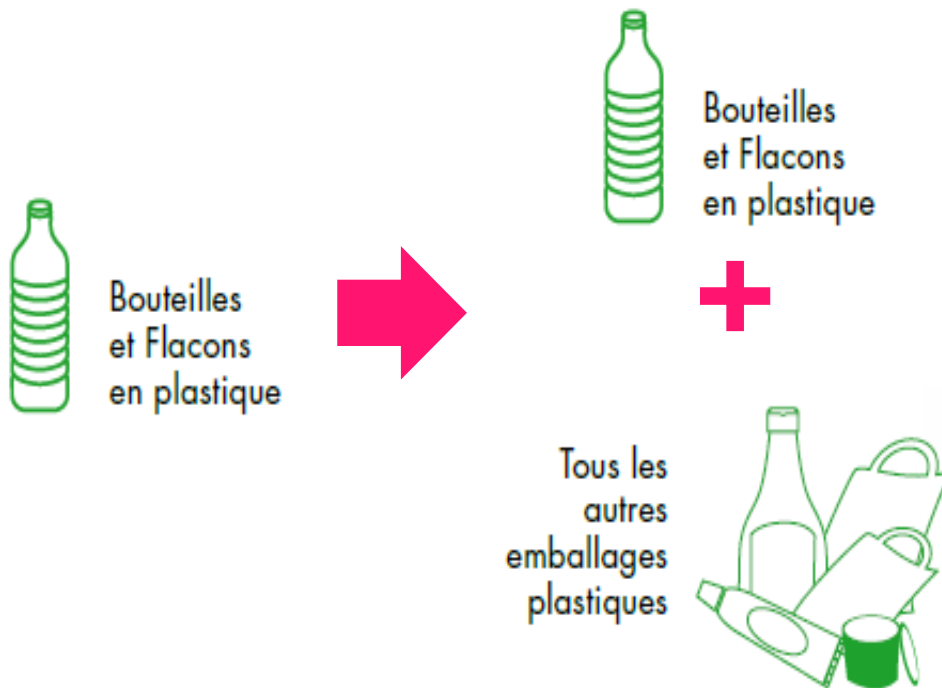 Bouteilles
et Flacons
en plastique
Bouteilles
et Flacons
en plastique
Tous les
autres
emballages
plastiques